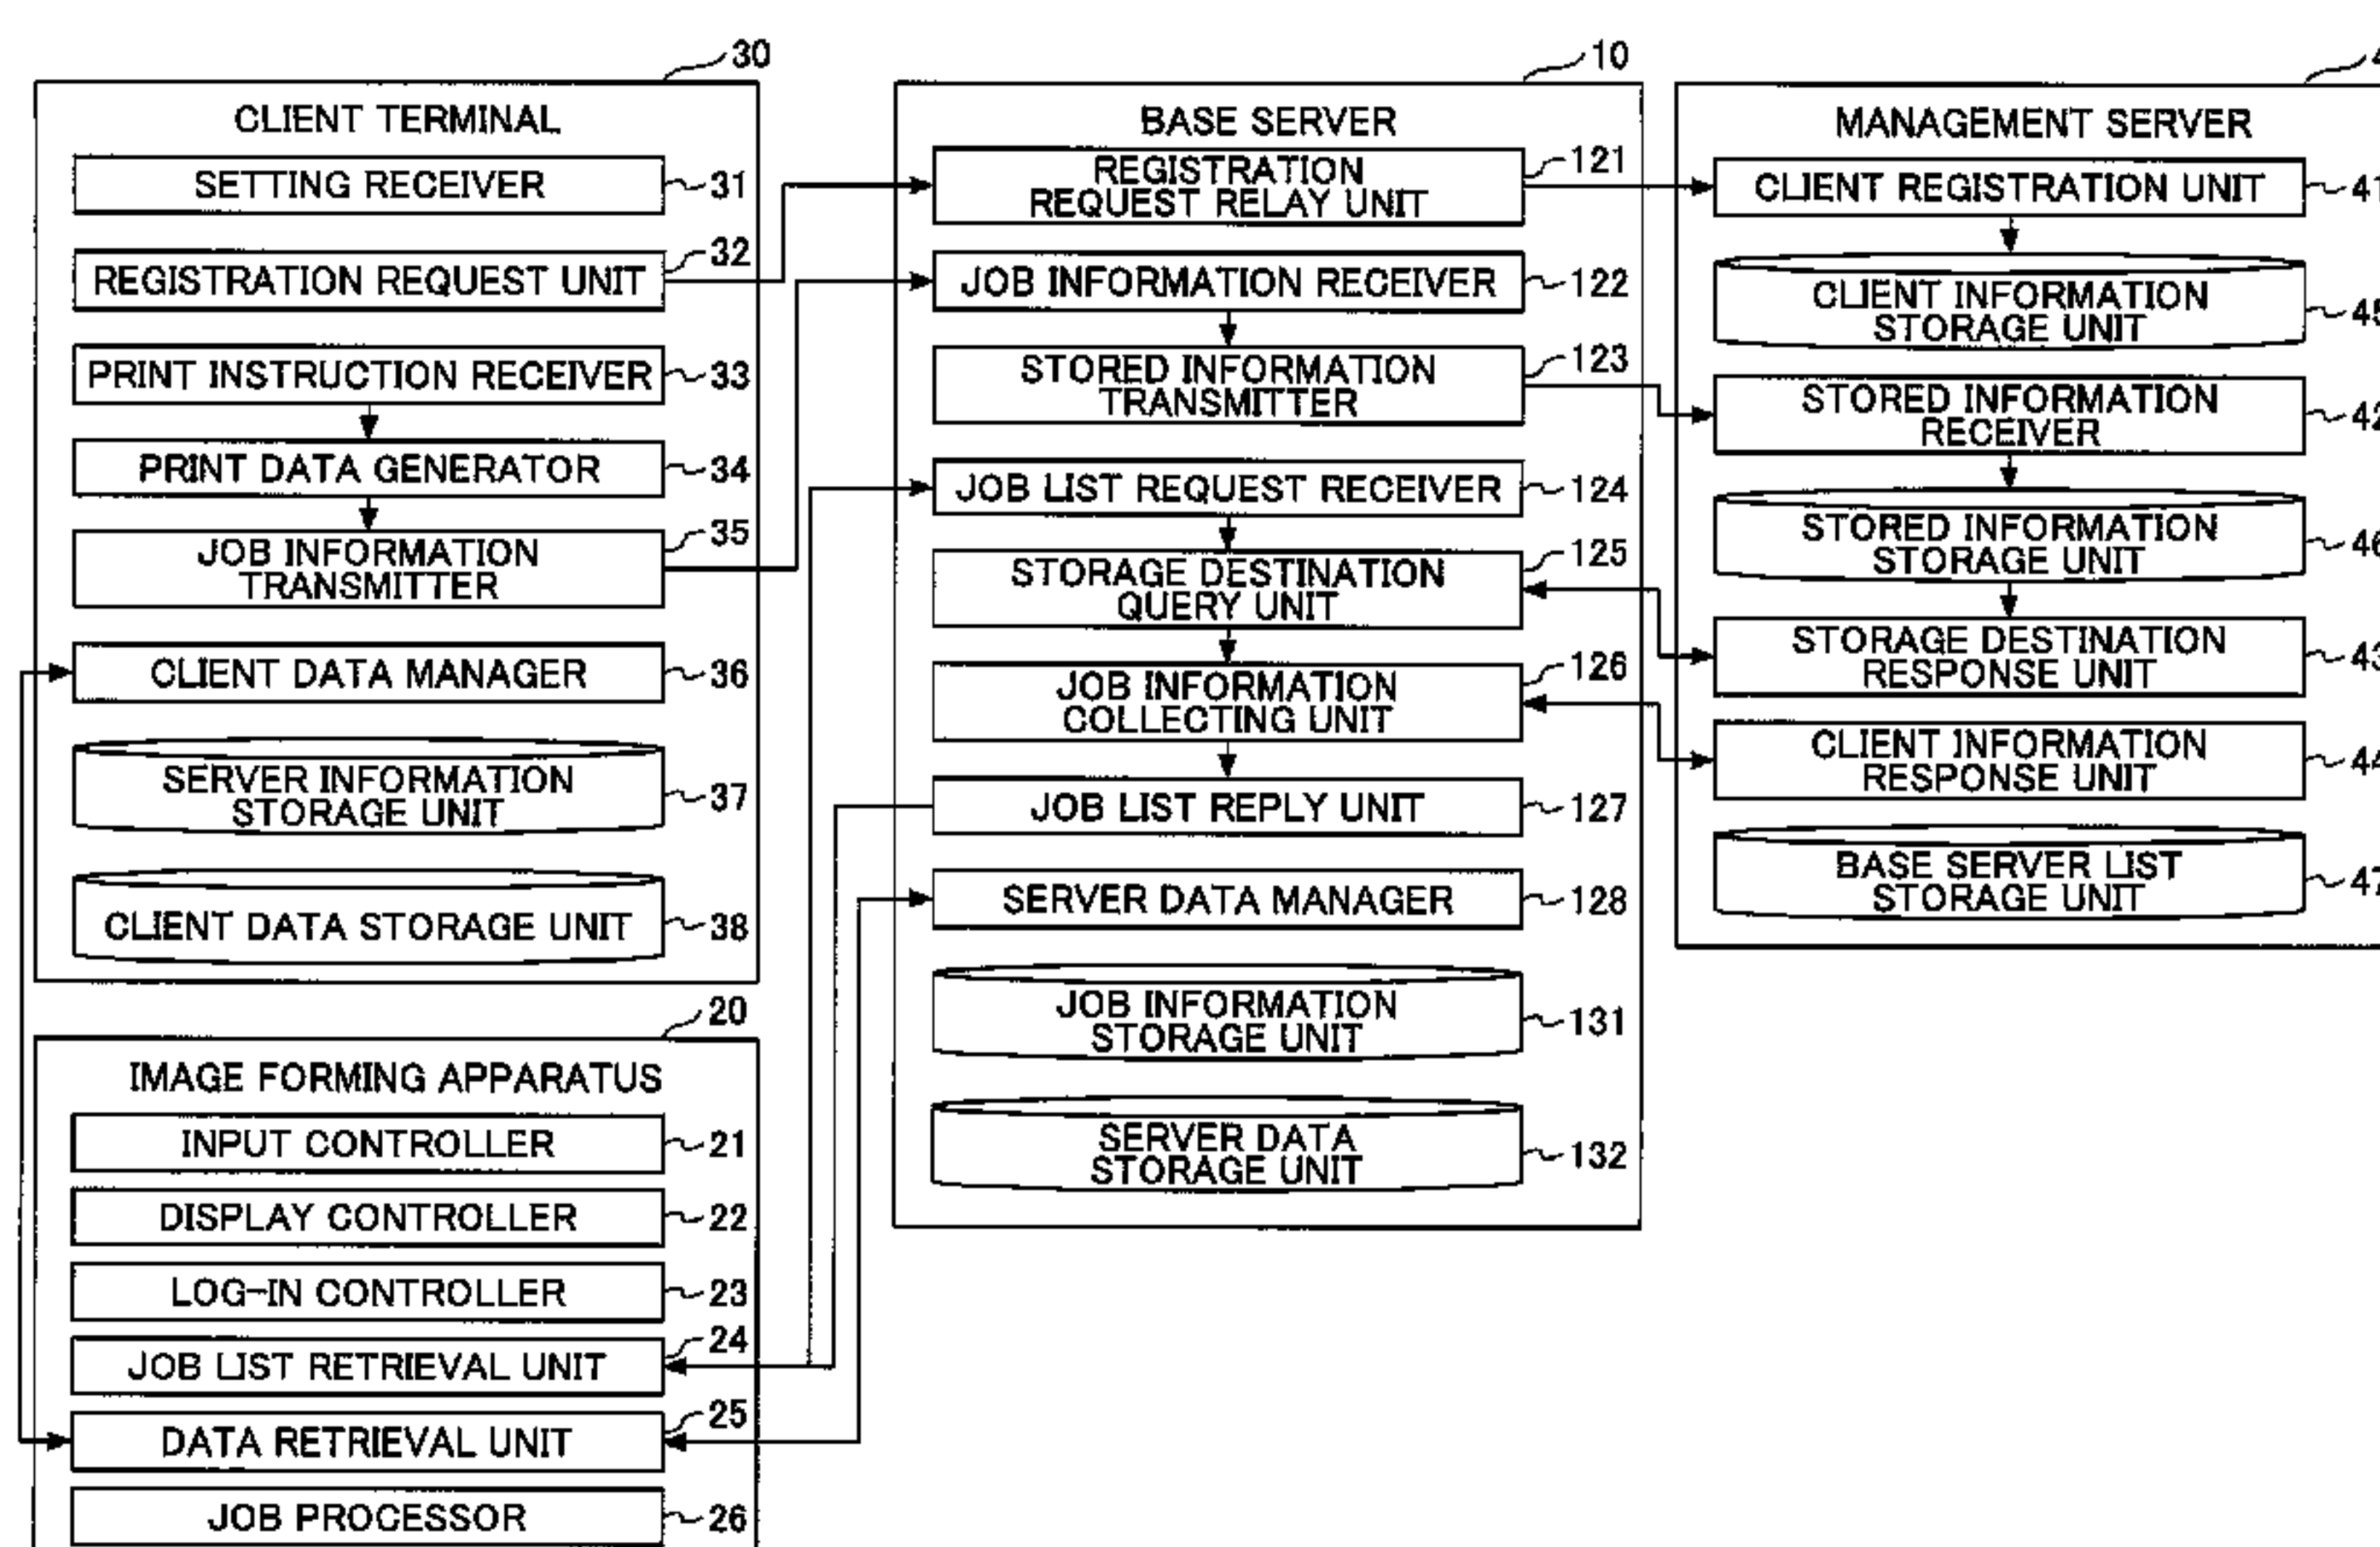 30
CLIENT TERMINAL
SETTING RECEIVER
31
REGISTRATION REQUEST UNIT
32
PRINT INSTRUCTION RECEIVER
33
PRINT DATA GENERATOR
34
JOB INFORMATION
TRANSMITTER
35
CLIENT DATA MANAGER
36
SERVER INFORMATION
STORAGE UNIT
37
CLIENT DATA STORAGE UNIT
38
20
IMAGE FORMING APPARATUS
INPUT CONTROLLER
21
DISPLAY CONTROLLER
22
LOG-IN CONTROLLER
23
JOB LIST RETRIEVAL UNIT
24
DATA RETRIEVAL UNIT
25
JOB PROCESSOR
26
10
BASE SERVER
REGISTRATION
REQUEST RELAY UNIT
121
JOB INFORMATION RECEIVER
122
STORED INFORMATION
TRANSMITTER
123
JOB LIST REQUEST RECEIVER
124
STORAGE DESTINATION
QUERY UNIT
125
JOB INFORMATION
COLLECTING UNIT
126
JOB LIST REPLY UNIT
127
SERVER DATA MANAGER
128
JOB INFORMATION
STORAGE UNIT
131
SERVER DATA
STORAGE UNIT
132
MANAGEMENT SERVER
CLIENT REGISTRATION UNIT
41
CLIENT INFORMATION
STORAGE UNIT
45
STORED INFORMATION
RECEIVER
42
STORED INFORMATION
STORAGE UNIT
46
STORAGE DESTINATION
RESPONSE UNIT
43
CLIENT INFORMATION
RESPONSE UNIT
44
BASE SERVER LIST
STORAGE UNIT
47